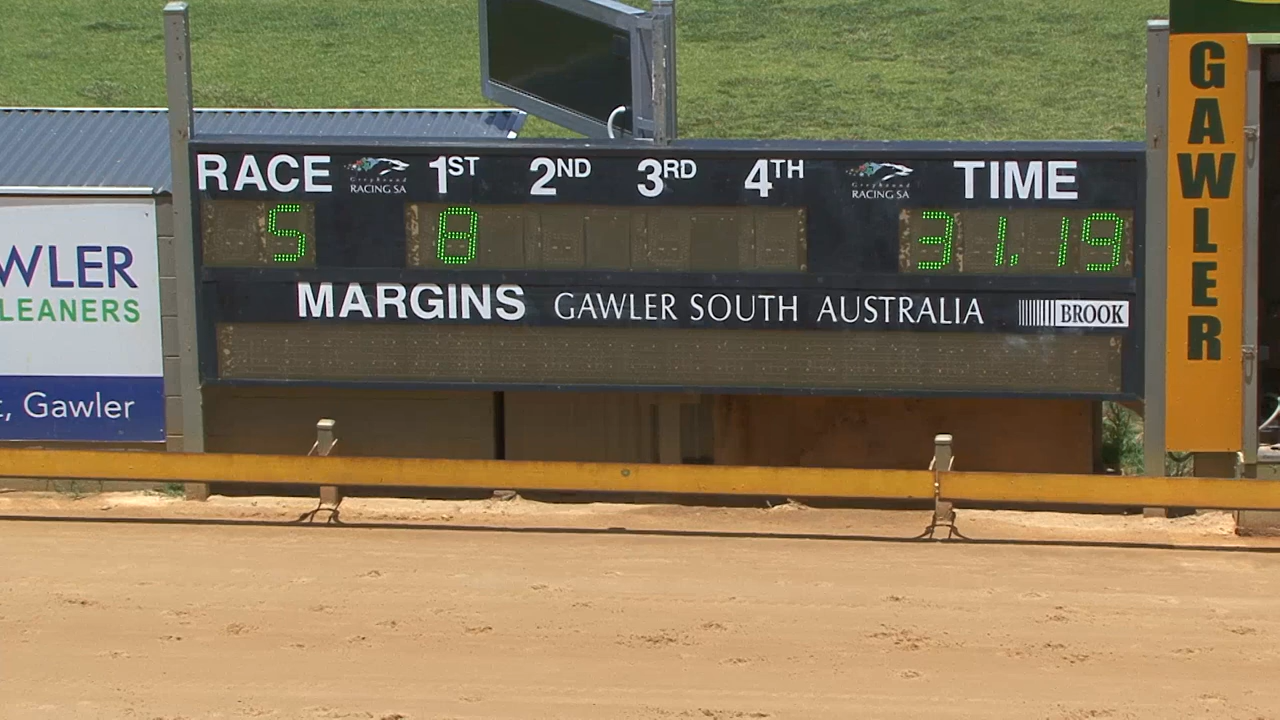 RACE Greyhound RACING SA 1ST 2ND 3RD 4TH Greyhound RACING SA TIME
5 8 31.19
MARGINS GAWLER SOUTH AUSTRALIA BROOK
WLER
LEANERS
, Gawler
GAWLER